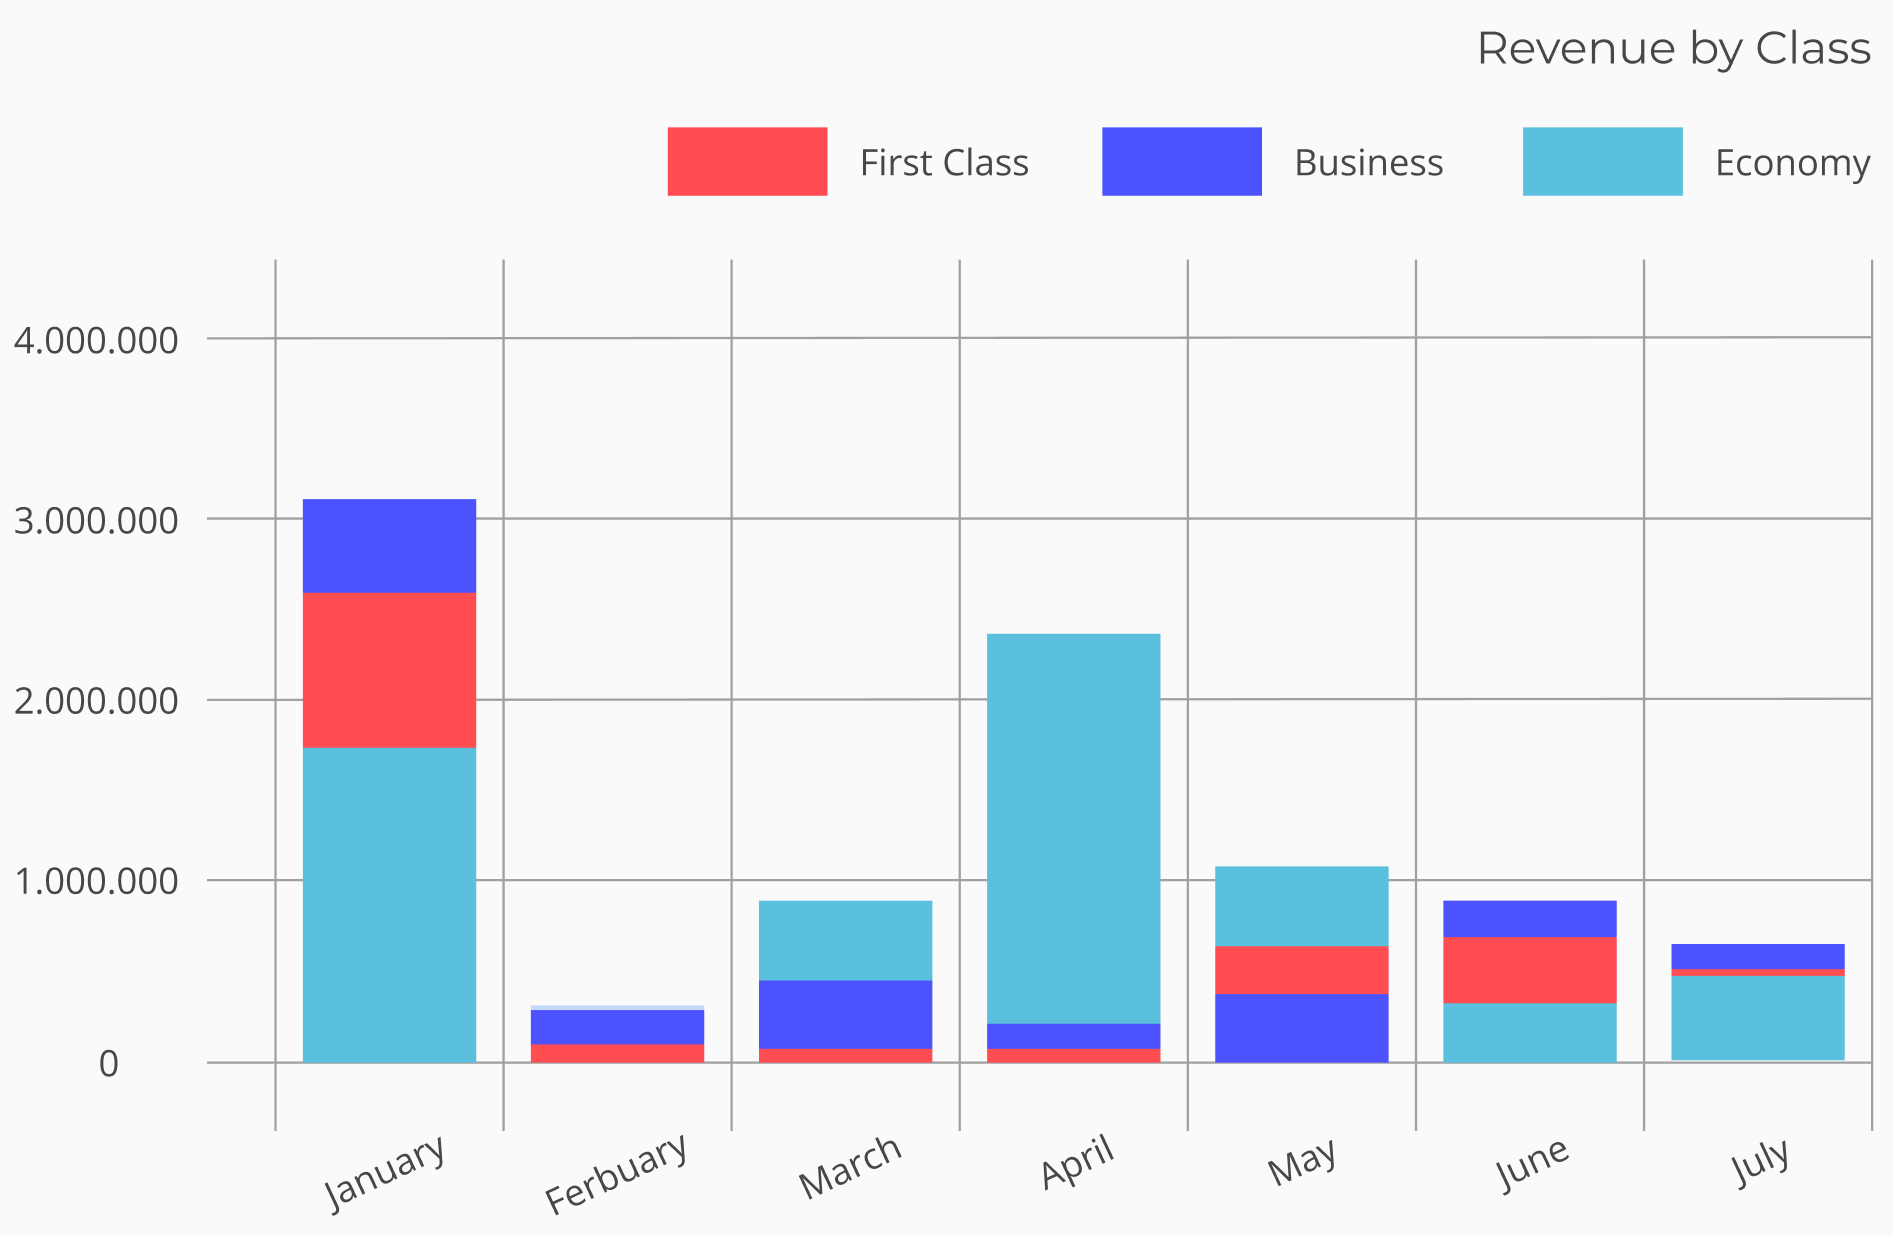 Revenue by Class
First Class Business Economy
4.000.000
3.000.000
2.000.000
1.000.000
0
January Ferbuary March April May June July